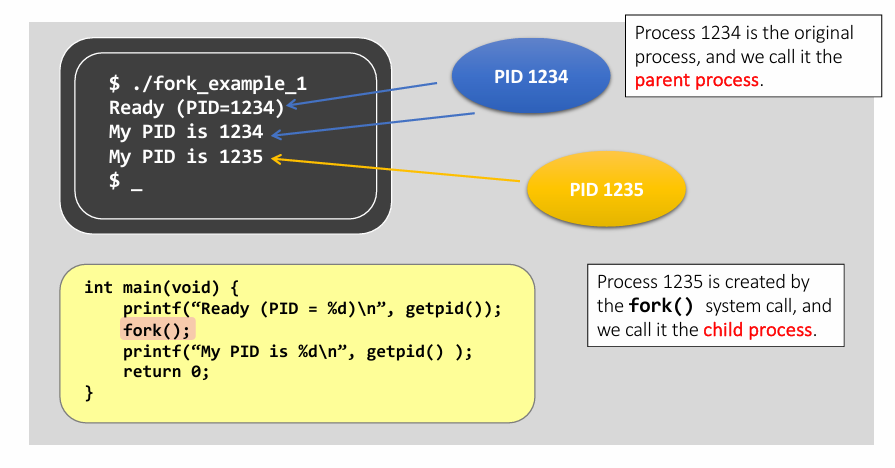 $ ./fork_example_1
Ready (PID=1234)
My PID is 1234
My PID is 1235
$ _
PID 1234
Process 1234 is the original
process, and we call it the
parent process.
PID 1235
int main(void) {
    printf(“Ready (PID = %d)\n”, getpid());
    fork();
    printf(“My PID is %d\n”, getpid() );
    return 0;
}
Process 1235 is created by
the fork() system call, and
we call it the child process.